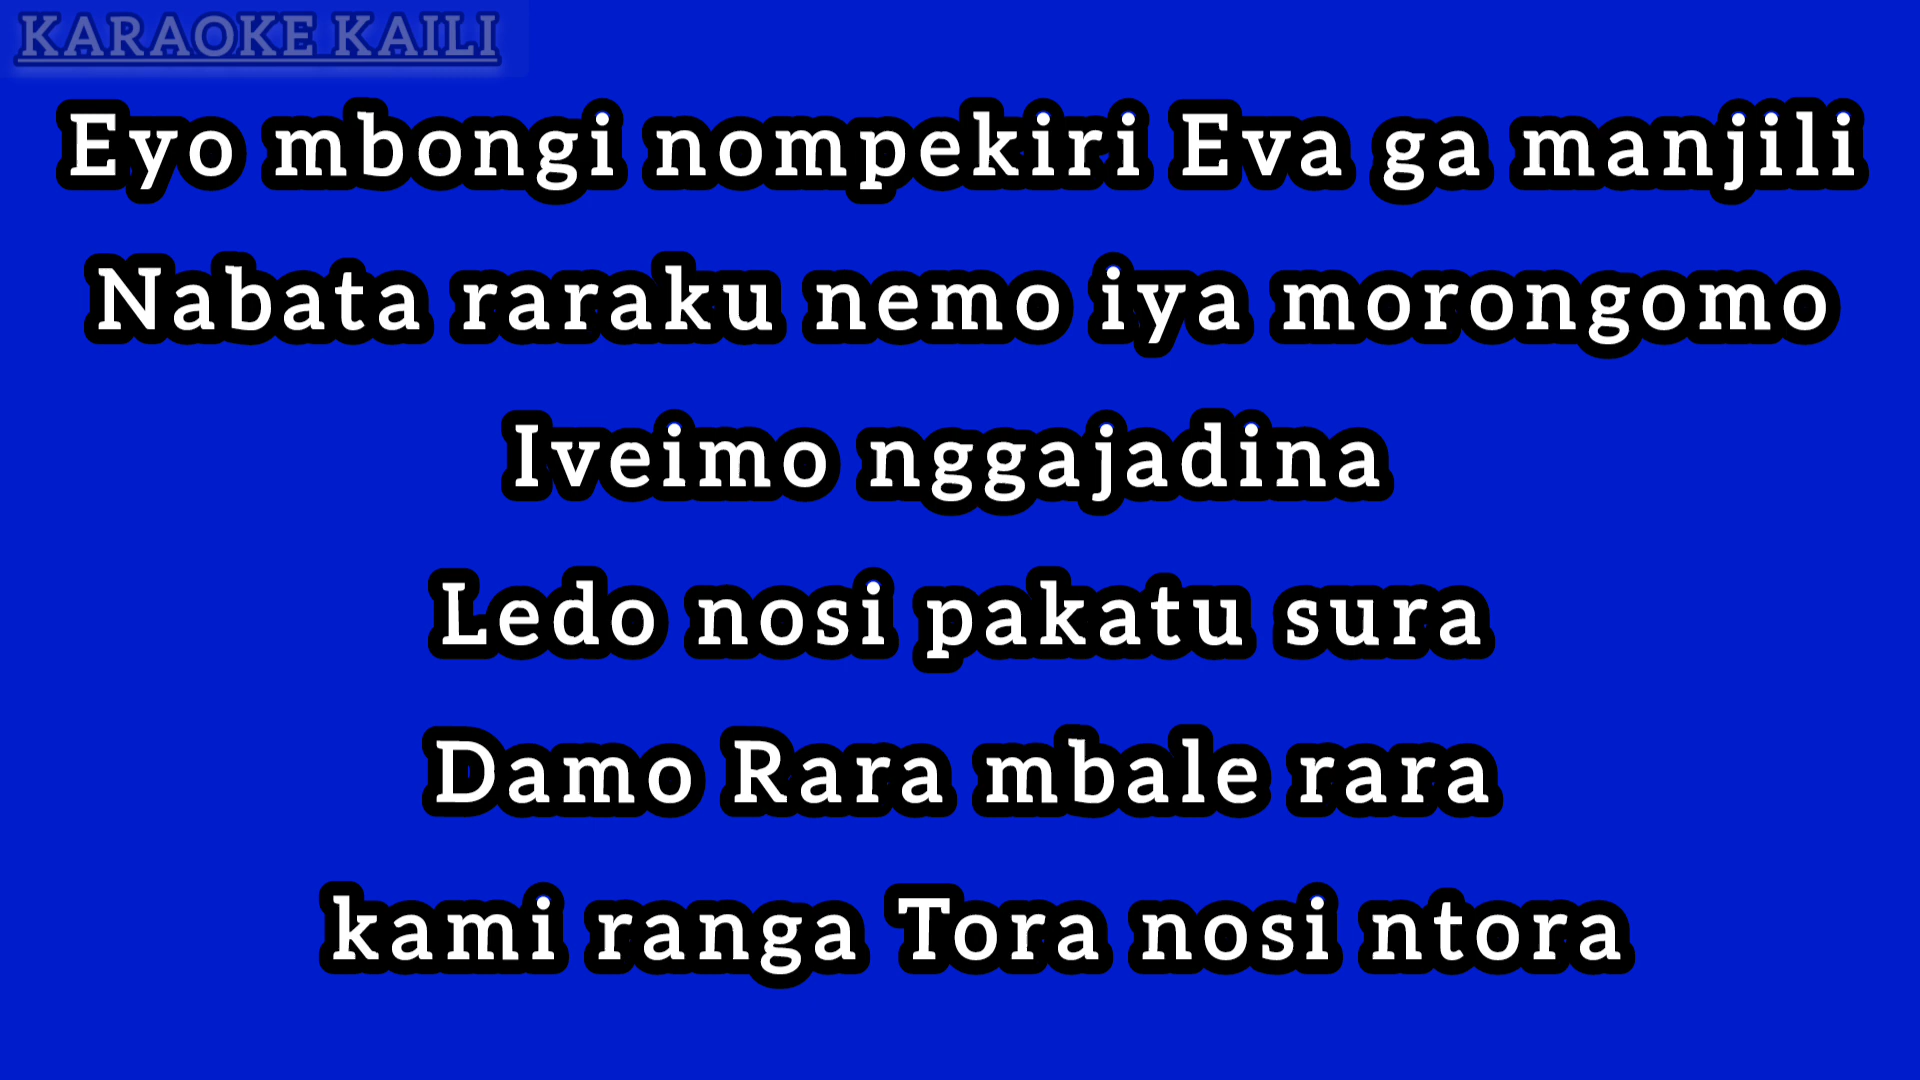 KARAOKE KAILI
Eyo mbongi nompekiri Eva ga manjili
Nabata raraku nemo iya morongomo
Iveimo nggajadina
Ledo nosi pakatu sura
Damo Rara mbale rara
kami ranga Tora nosi ntora